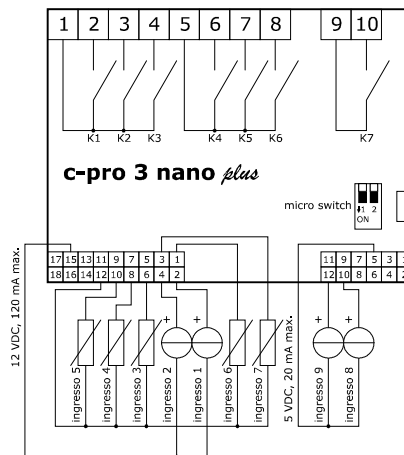 1 2 3 4 5 6 7 8 9 10
K1 K2 K3 K4 K5 K6 K7
c-pro 3 nano plus
micro switch
1 2
ON
17 15 13 11 9 7 5 3 1
18 16 14 12 10 8 6 4 2
11 9 7 5 3
12 10 8 6 4 2
12 VDC, 120 mA max.
ingresso 5
ingresso 4
ingresso 3
+
ingresso 2
+
ingresso 1
ingresso 6
ingresso 7
5 VDC, 20 mA max.
+
ingresso 9
+
ingresso 8